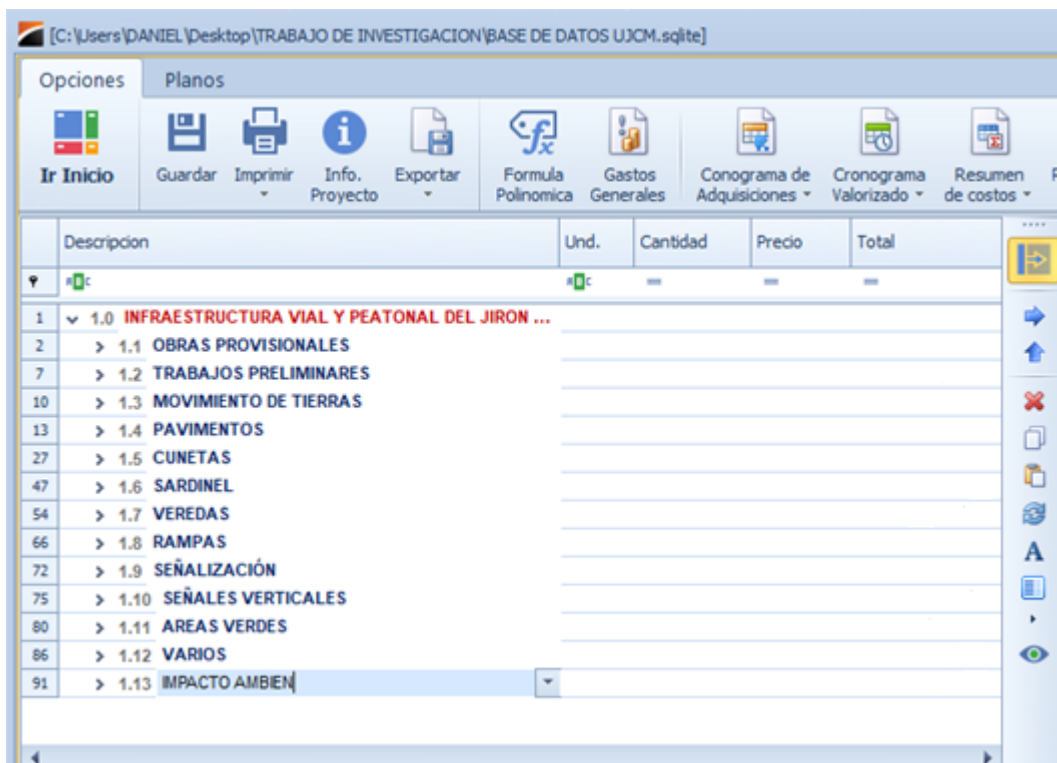 [C:\Users\DANIEL\Desktop\TRABAJO DE INVESTIGACION\BASE DE DATOS UJCM.sqlite]
Opciones Planos
Ir Inicio Guardar Imprimir Info. Proyecto Exportar Formula Polinomica Gastos Generales Conograma de Adquisiciones Cronograma Valorizado Resumen de costos
Descripcion Und. Cantidad Precio Total
1 1.0 INFRAESTRUCTURA VIAL Y PEATONAL DEL JIRON ...
2 1.1 OBRAS PROVISIONALES
7 1.2 TRABAJOS PRELIMINARES
10 1.3 MOVIMIENTO DE TIERRAS
13 1.4 PAVIMENTOS
27 1.5 CUNETAS
47 1.6 SARDINEL
54 1.7 VEREDAS
66 1.8 RAMPAS
72 1.9 SEÑALIZACIÓN
75 1.10 SEÑALES VERTICALES
80 1.11 AREAS VERDES
86 1.12 VARIOS
91 1.13 IMPACTO AMBIEN